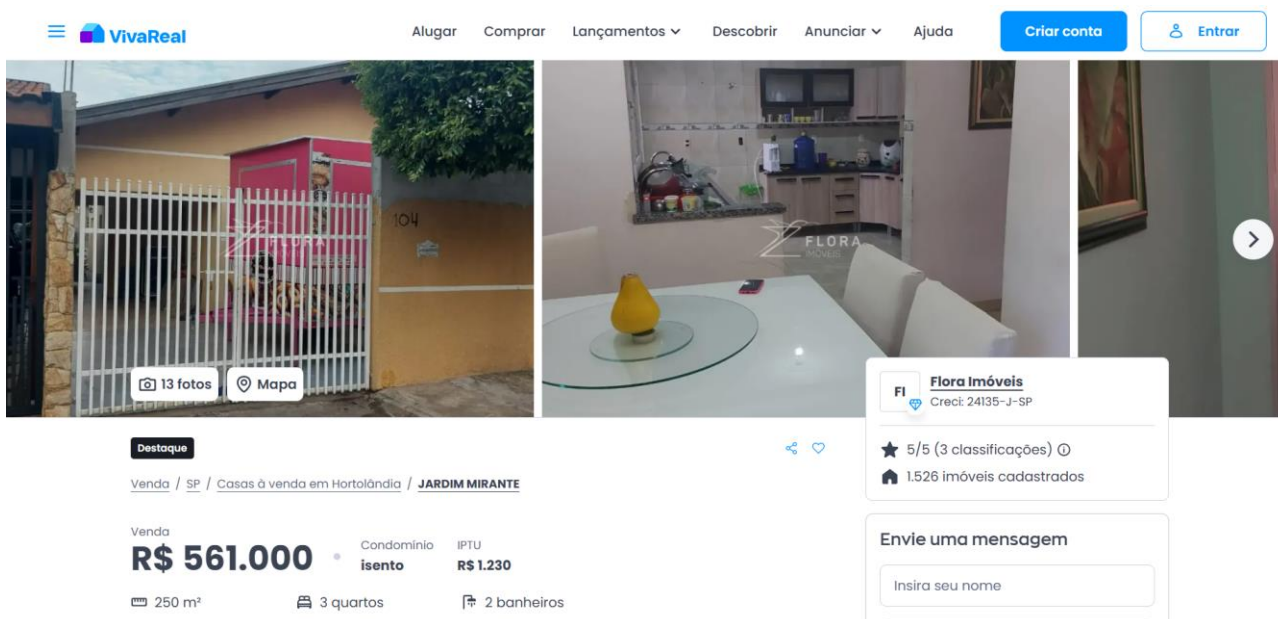 VivaReal
Alugar Comprar Lançamentos Descobrir Anunciar Ajuda Criar conta Entrar
104
FLORA
IMÓVEIS
FLORA
IMÓVEIS
13 fotos Mapa
Destaque
Venda / SP / Casas à venda em Hortolândia / JARDIM MIRANTE
Venda
R$ 561.000
Condomínio
isento
IPTU
R$ 1.230
250 m² 3 quartos 2 banheiros
FI
Flora Imóveis
Creci: 24135-J-SP
5/5 (3 classificações)
1.526 imóveis cadastrados
Envie uma mensagem
Insira seu nome